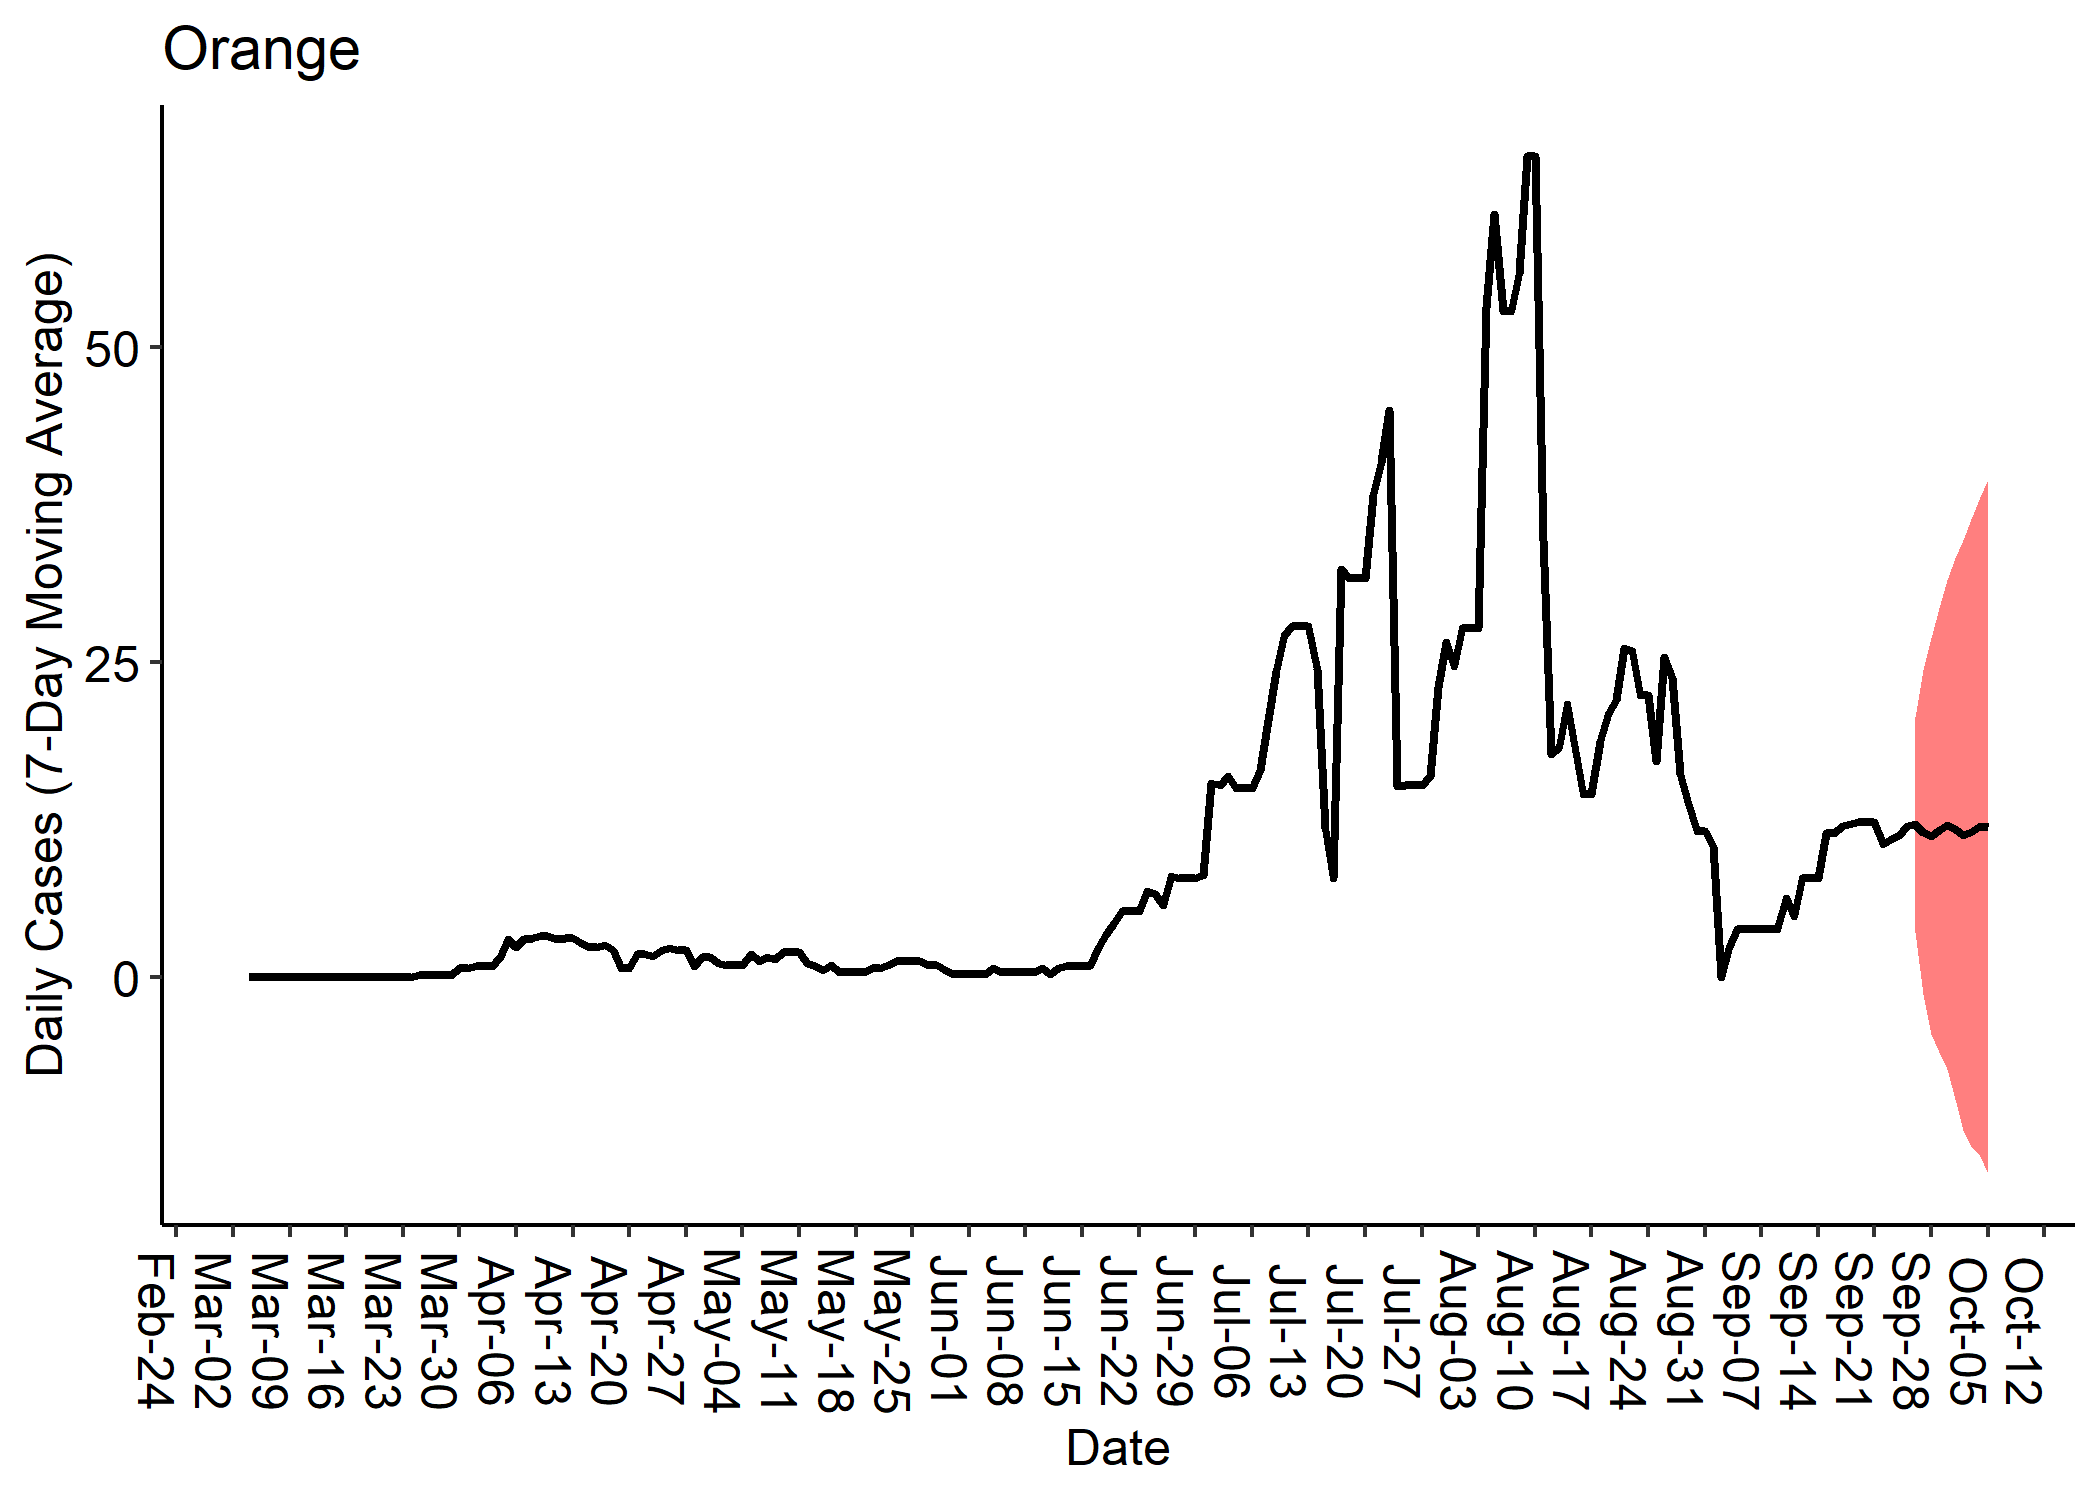 Orange
Daily Cases (7-Day Moving Average)
50
25
0
Feb-24
Mar-02
Mar-09
Mar-16
Mar-23
Mar-30
Apr-06
Apr-13
Apr-20
Apr-27
May-04
May-11
May-18
May-25
Jun-01
Jun-08
Jun-15
Jun-22
Jun-29
Jul-06
Jul-13
Jul-20
Jul-27
Aug-03
Aug-10
Aug-17
Aug-24
Aug-31
Sep-07
Sep-14
Sep-21
Sep-28
Oct-05
Oct-12
Date